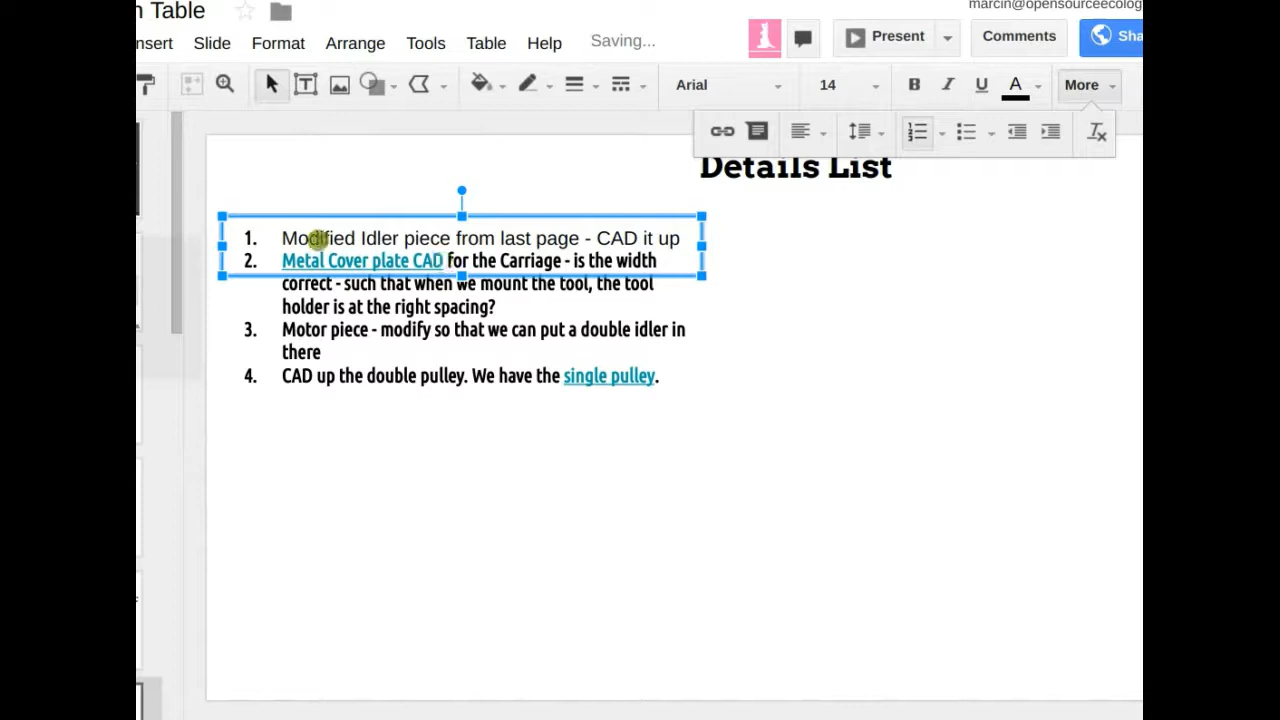 n Table
marcin@opensourceecolog
nsert Slide Format Arrange Tools Table Help Saving...
Present Comments Sha
Arial 14 B I U A More
Details List
1. Modified Idler piece from last page - CAD it up
2. Metal Cover plate CAD for the Carriage - is the width
correct - such that when we mount the tool, the tool
holder is at the right spacing?
3. Motor piece - modify so that we can put a double idler in
there
4. CAD up the double pulley. We have the single pulley.